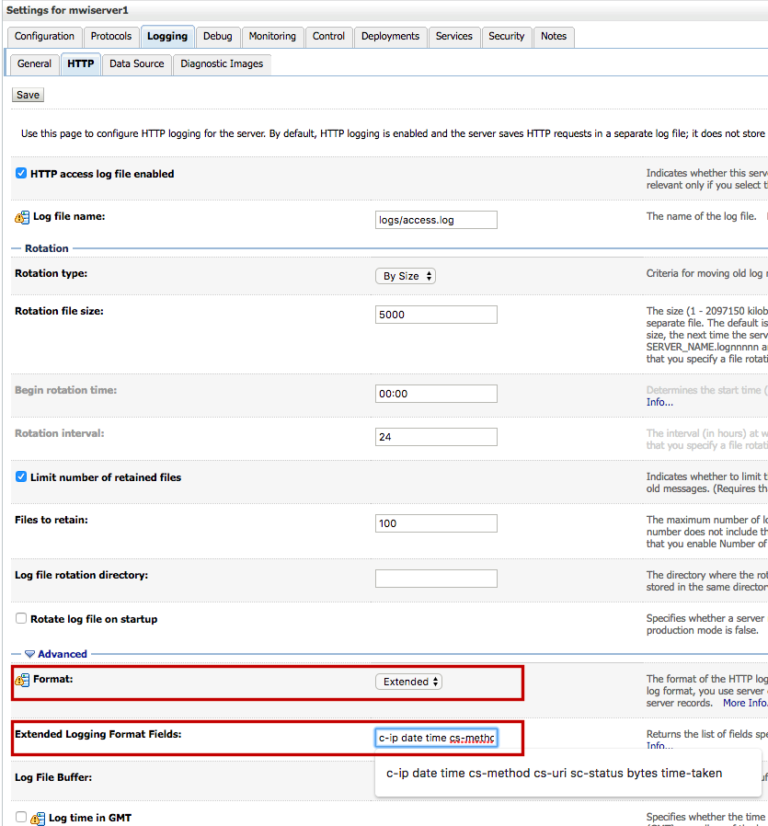 Settings for mwiserver1
Configuration Protocols Logging Debug Monitoring Control Deployments Services Security Notes
General HTTP Data Source Diagnostic Images
Save
Use this page to configure HTTP logging for the server. By default, HTTP logging is enabled and the server saves HTTP requests in a separate log file; it does not store
HTTP access log file enabled
Indicates whether this serv
relevant only if you select t
Log file name:
logs/access.log
The name of the log file.
Rotation
Rotation type:
By Size
Criteria for moving old log
Rotation file size:
5000
The size (1 - 2097150 kilob
separate file. The default is
size, the next time the serv
SERVER_NAME.lognnnnn a
that you specify a file rotati
Begin rotation time:
00:00
Determines the start time (
Info...
Rotation interval:
24
The interval (in hours) at w
that you specify a file rotati
Limit number of retained files
Indicates whether to limit t
old messages. (Requires th
Files to retain:
100
The maximum number of lo
number does not include th
that you enable Number of
Log file rotation directory:
The directory where the rot
stored in the same director
Rotate log file on startup
Specifies whether a server
production mode is false.
Advanced
Format:
Extended
The format of the HTTP log
log format, you use server
server records. More Info.
Extended Logging Format Fields:
c-ip date time cs-methc
Returns the list of fields spe
Info...
c-ip date time cs-method cs-uri sc-status bytes time-taken
Log File Buffer:
Log time in GMT
Specifies whether the time